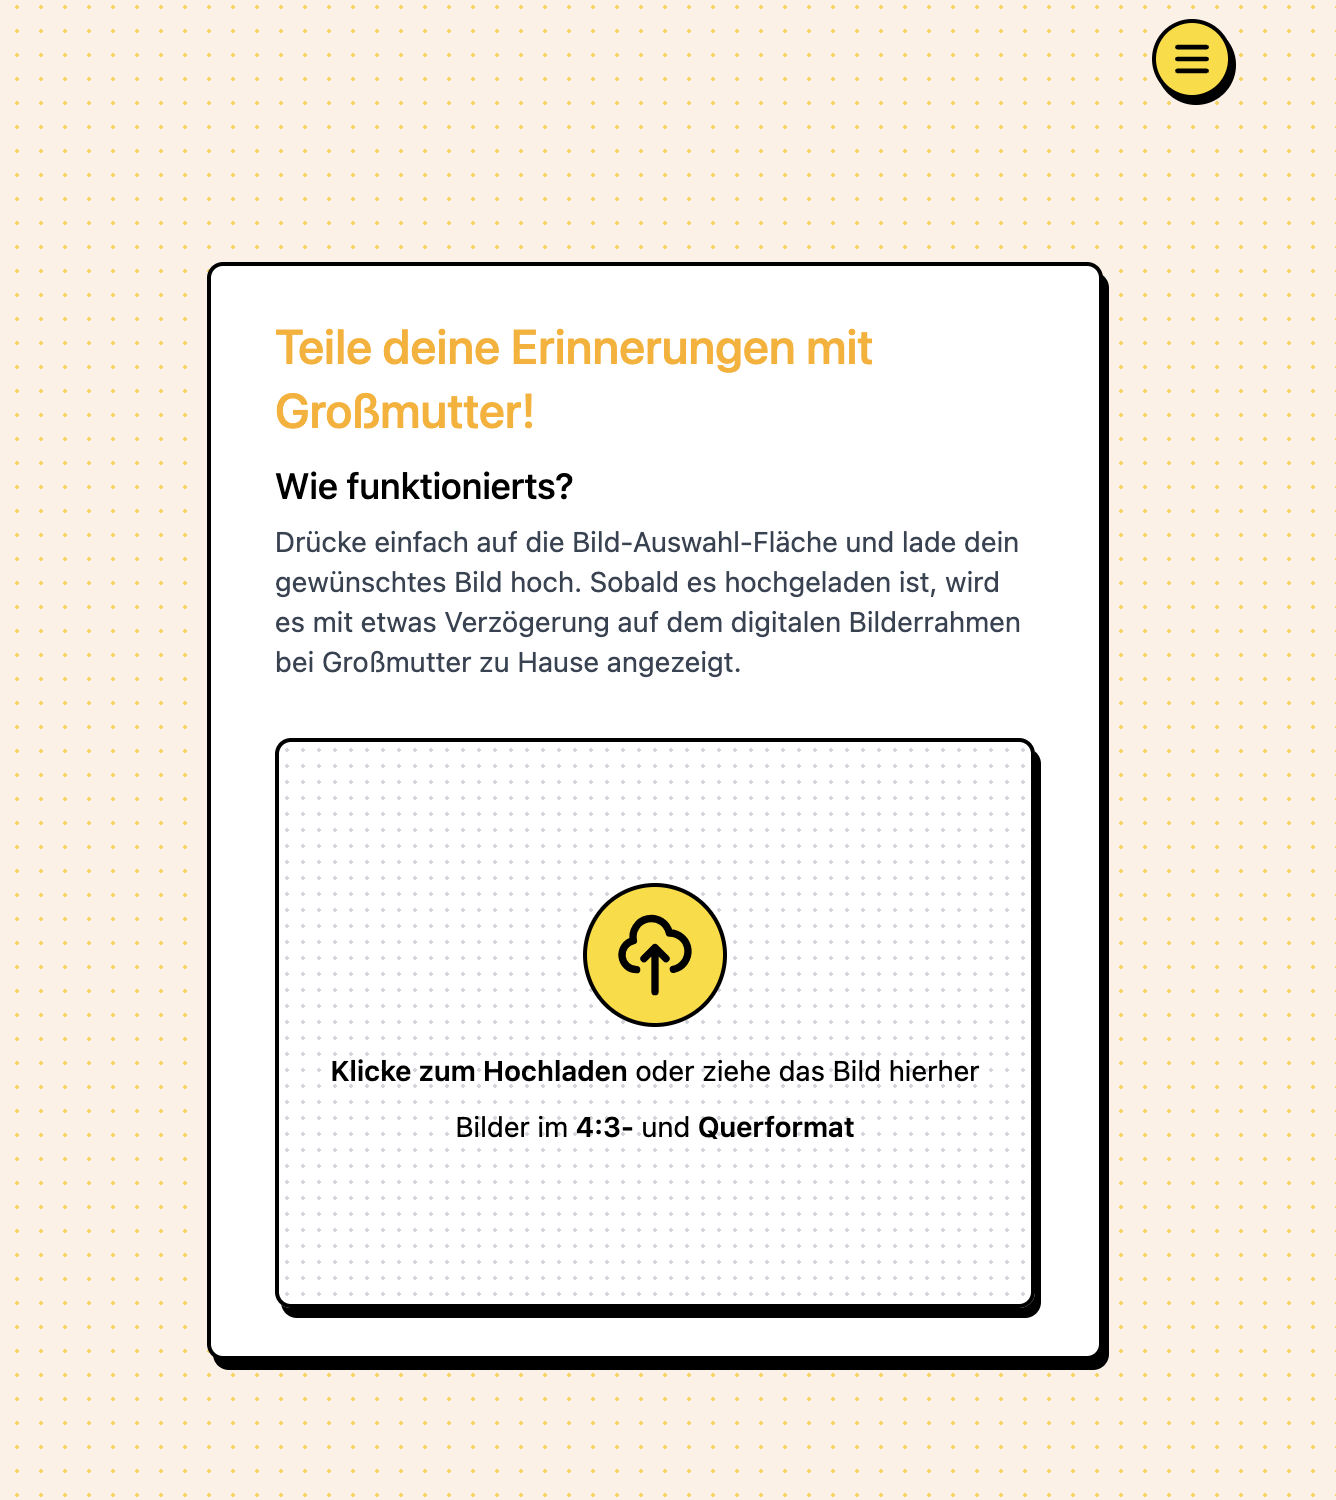 Teile deine Erinnerungen mit
Großmutter!
Wie funktionierts?
Drücke einfach auf die Bild-Auswahl-Fläche und lade dein
gewünschtes Bild hoch. Sobald es hochgeladen ist, wird
es mit etwas Verzögerung auf dem digitalen Bilderrahmen
bei Großmutter zu Hause angezeigt.
Klicke zum Hochladen oder ziehe das Bild hierher
Bilder im 4:3- und Querformat